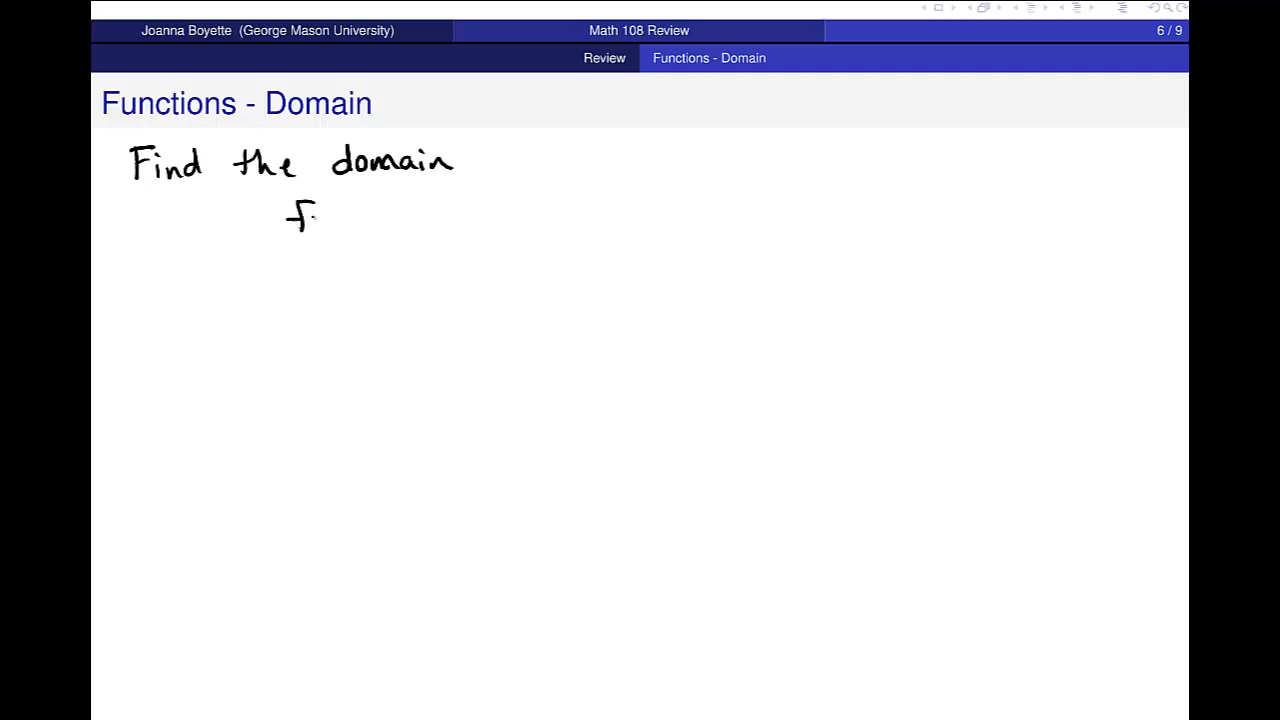 Joanna Boyette (George Mason University) Math 108 Review 6 / 9
Review Functions - Domain
Functions - Domain
Find the domain
f